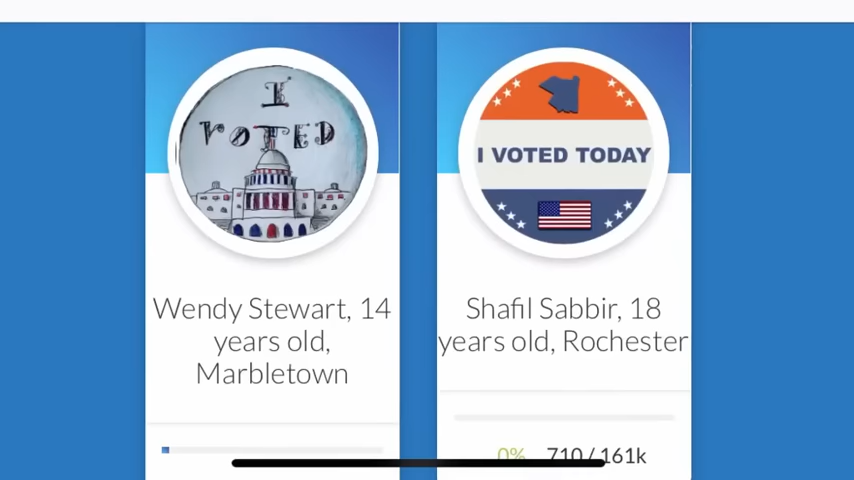 I
VOTED
Wendy Stewart, 14
years old,
Marbletown
I VOTED TODAY
Shafil Sabbir, 18
years old, Rochester
0% 710 / 161k